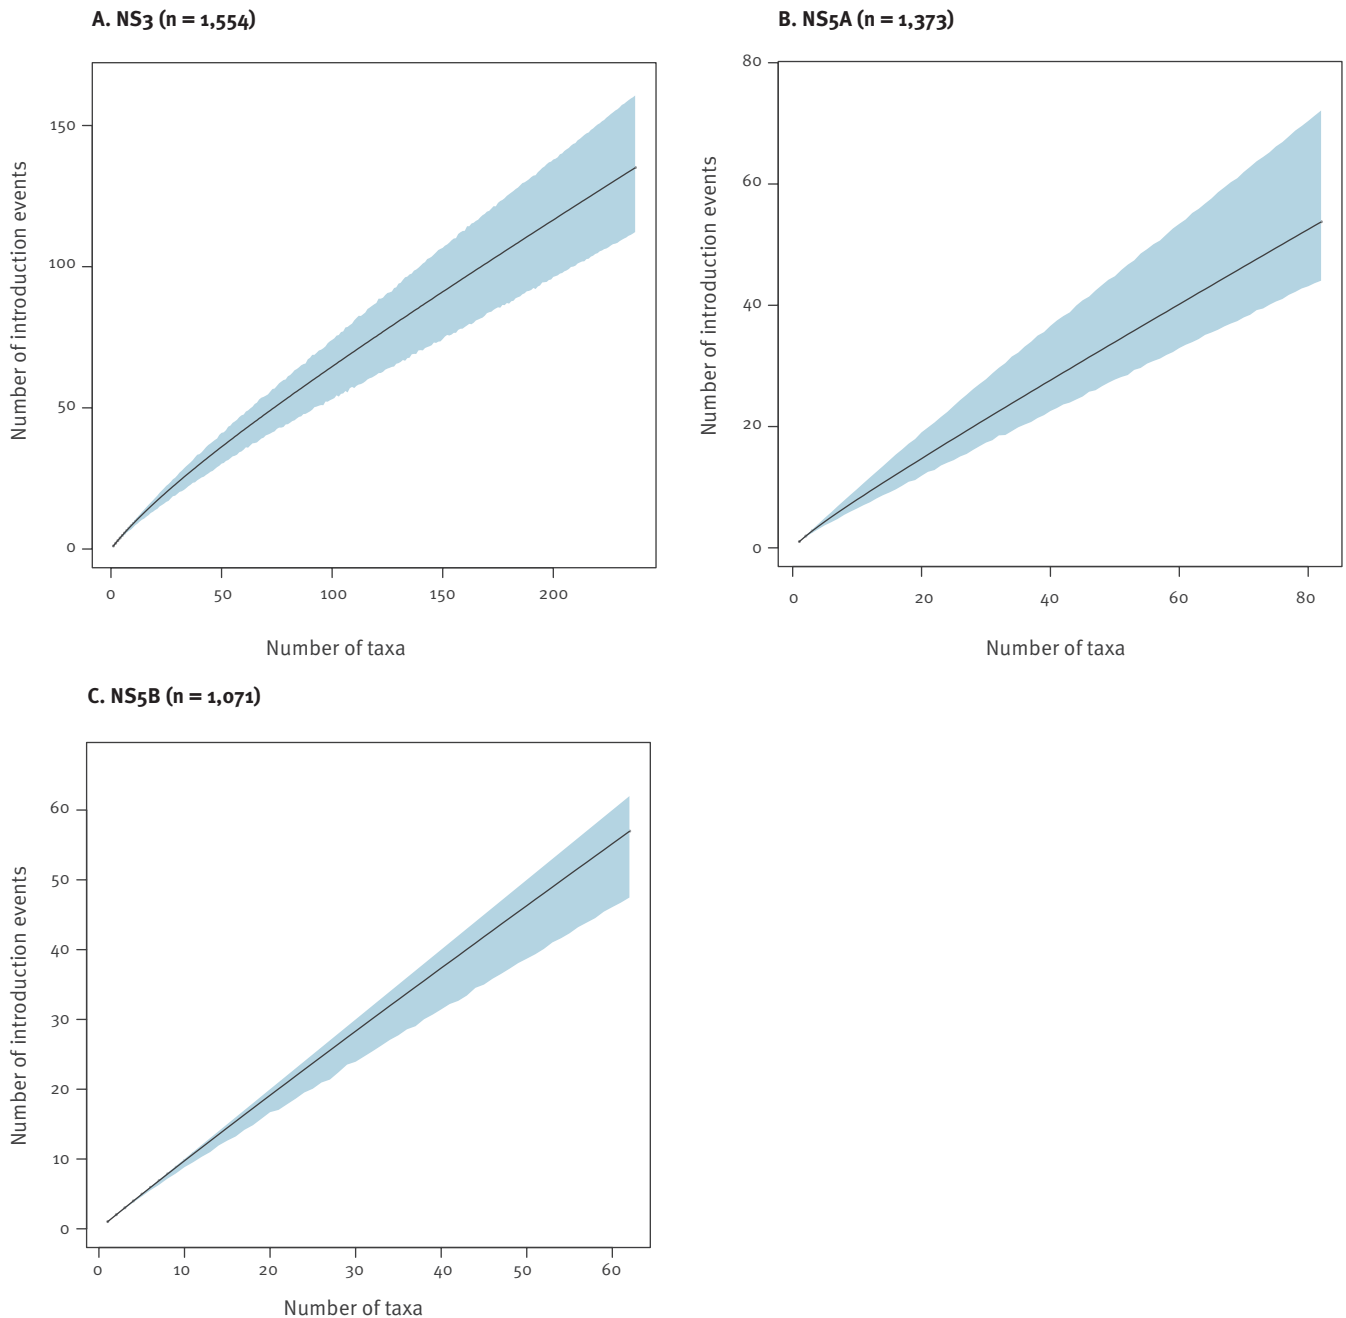 A. NS3 (n = 1,554)
150
100
50
0
0 50 100 150 200
Number of introduction events
Number of taxa
B. NS5A (n = 1,373)
80
60
40
20
0
0 20 40 60 80
Number of introduction events
Number of taxa
C. NS5B (n = 1,071)
60
50
40
30
20
10
0
0 10 20 30 40 50 60
Number of introduction events
Number of taxa